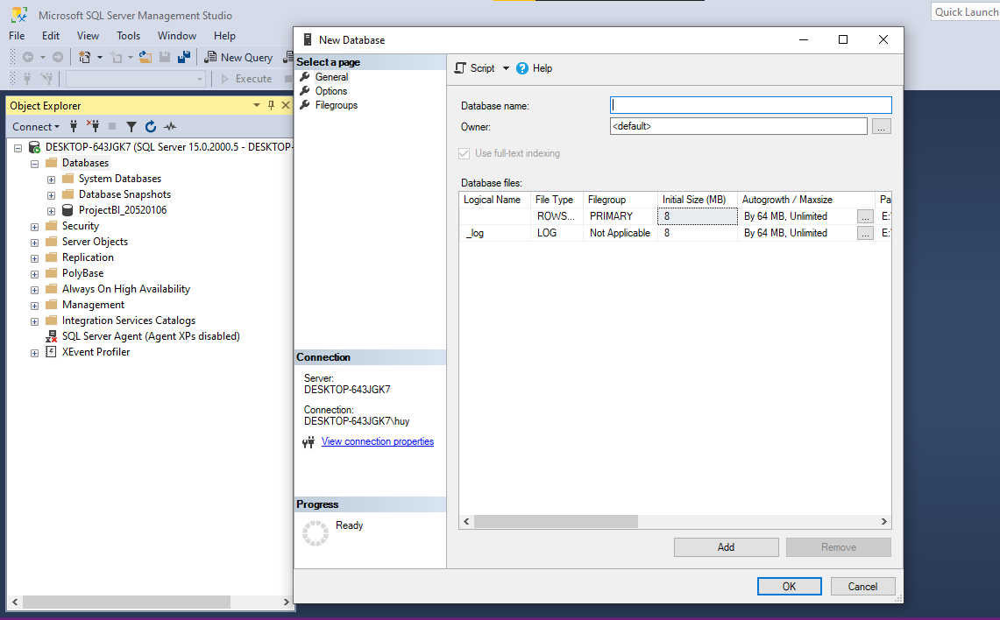 Microsoft SQL Server Management Studio
Quick Launch
File Edit View Tools Window Help
New Query
Execute
Object Explorer
Connect
DESKTOP-643JGK7 (SQL Server 15.0.2000.5 - DESKTOP-
Databases
System Databases
Database Snapshots
ProjectBI_20520106
Security
Server Objects
Replication
PolyBase
Always On High Availability
Management
Integration Services Catalogs
SQL Server Agent (Agent XPs disabled)
XEvent Profiler
New Database
Select a page
General
Options
Filegroups
Connection
Server:
DESKTOP-643JGK7
Connection:
DESKTOP-643JGK7\huy
View connection properties
Progress
Ready
Script Help
Database name:
Owner: <default> ...
Use full-text indexing
Database files:
Logical Name File Type Filegroup Initial Size (MB) Autogrowth / Maxsize Pa
ROWS... PRIMARY 8 By 64 MB, Unlimited ... E:
_log LOG Not Applicable 8 By 64 MB, Unlimited ... E:
Add Remove
OK Cancel